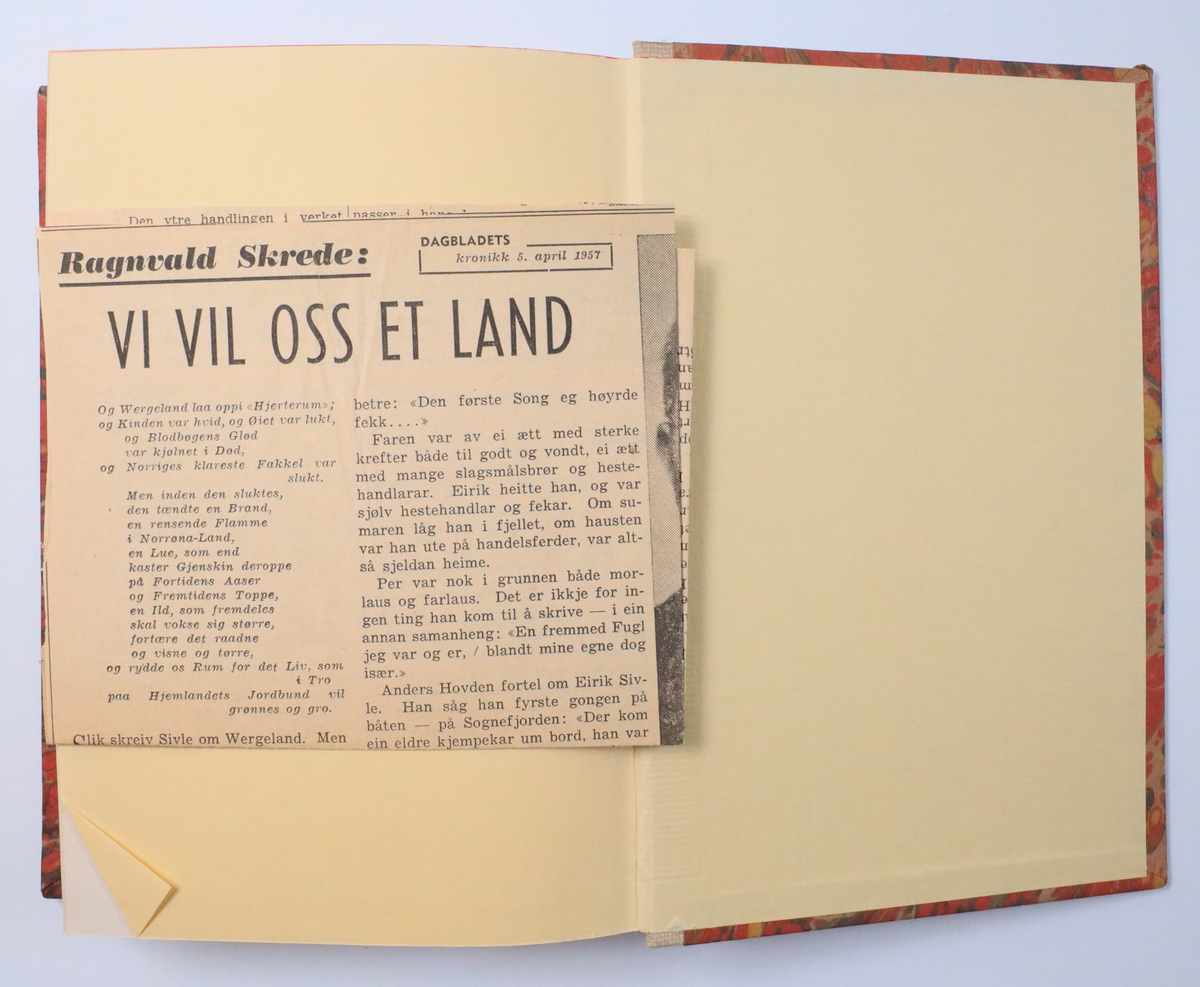 Den ytre handlingen i verket
Ragnvald Skrede:
DAGBLADETS
kronikk 5. april 1957
VI VIL OSS ET LAND
Og Wergeland laa oppi «Hjerterum»;
og Kinden var hvid, og Øiet var lukt,
og Blodbøgens Glød
var kjølnet i Død,
og Norriges klareste Fakkel var
slukt.
Men inden den sluktes,
den tændte en Brand,
en rensende Flamme
i Norrøna-Land,
en Lue, som end
kaster Gjenskin deroppe
på Fortidens Aaser
og Fremtidens Toppe,
en Ild, som fremdeles
skal vokse sig større,
fortære det raadne
og visne og tørre,
og rydde os Rum for det Liv, som
i Tro
paa Hjemlandets Jordbund vil
grønnes og gro.
Slik skreiv Sivle om Wergeland. Men
betre: «Den første Song eg høyrde
fekk....»
Faren var av ei ætt med sterke
krefter både til godt og vondt, ei ætt
med mange slagsmålsbrør og heste-
handlarar. Eirik heitte han, og var
sjølv hestehandlar og fekar. Om su-
maren låg han i fjellet, om hausten
var han ute på handelsferder, var alt-
så sjeldan heime.
Per var nok i grunnen både mor-
laus og farlaus. Det er ikkje for in-
gen ting han kom til å skrive — i ein
annan samanheng: «En fremmed Fugl
jeg var og er, / blandt mine egne dog
især.»
Anders Hovden fortel om Eirik Siv-
le. Han såg han fyrste gongen på
båten — på Sognefjorden: «Der kom
ein eldre kjempekar um bord, han var